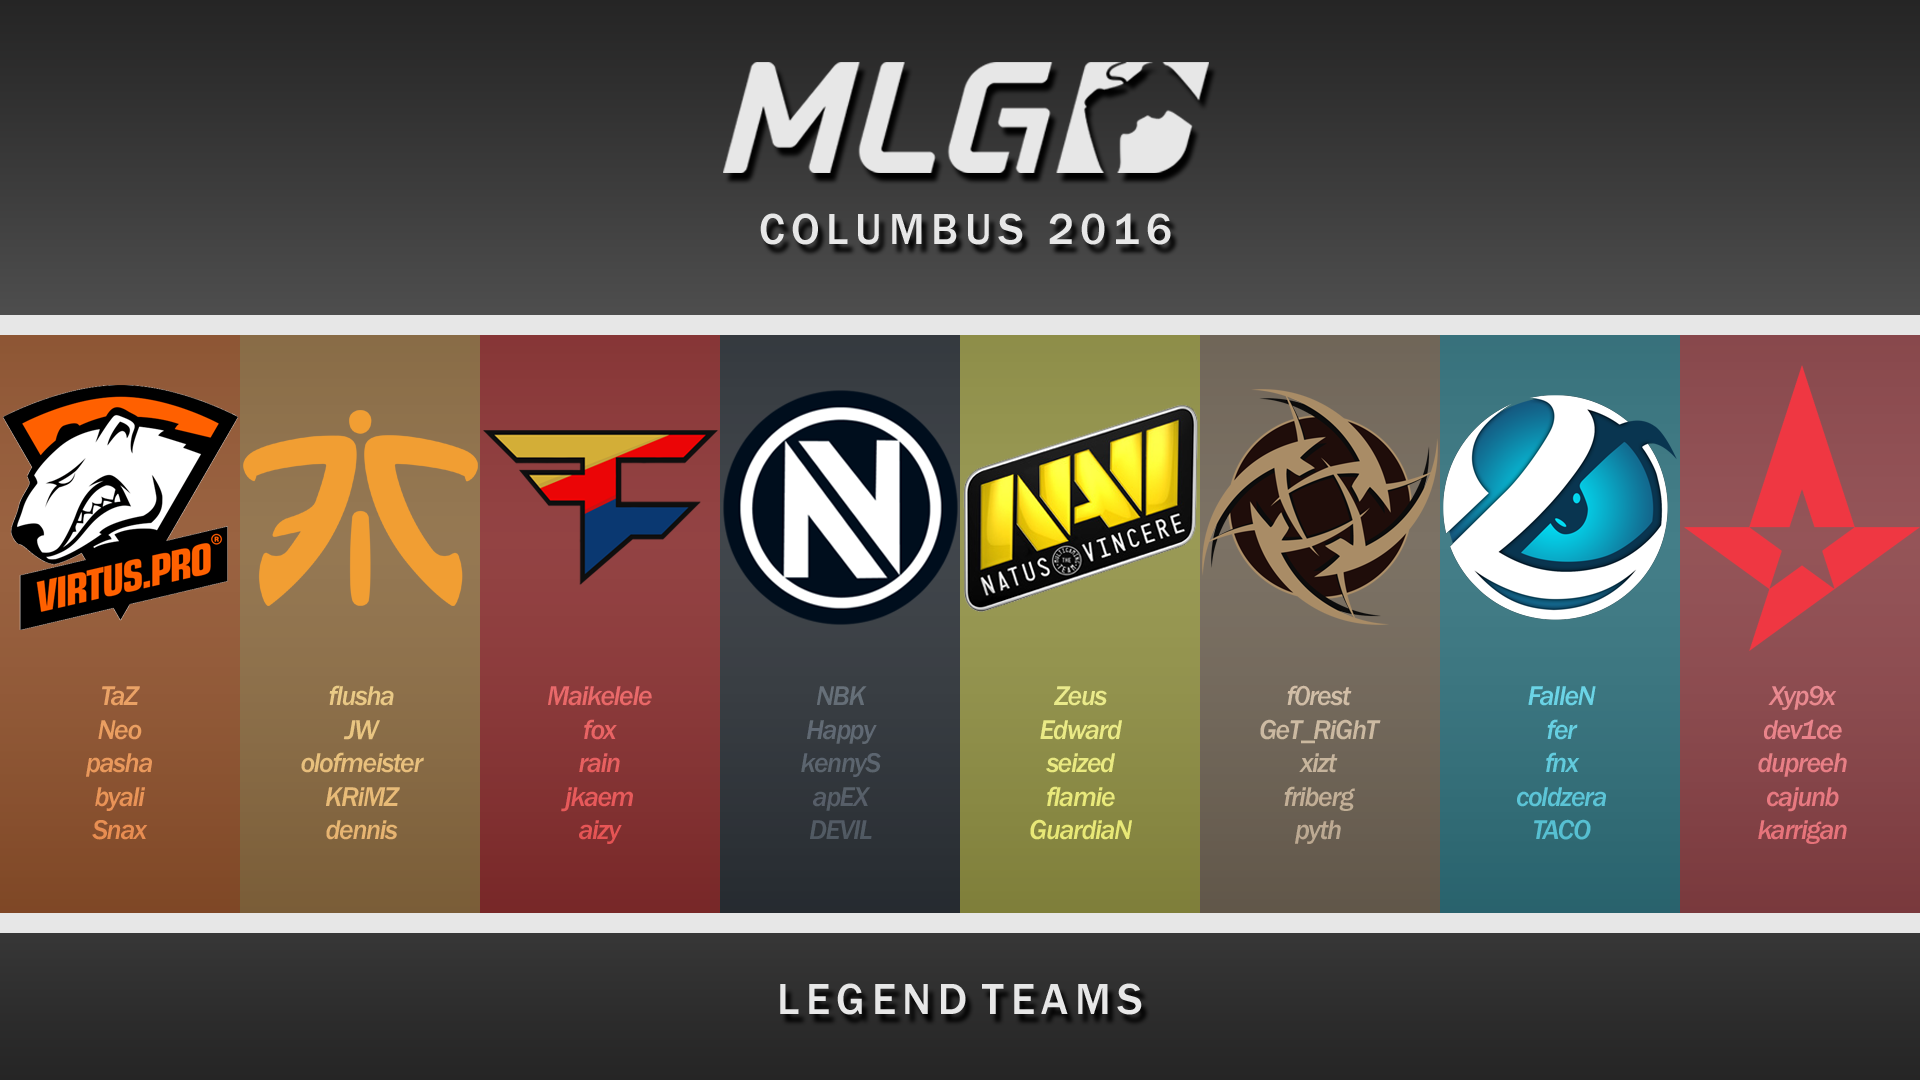 MLG
COLUMBUS 2016
VIRTUS.PRO®
NAVI
NATUS THE VINCERE
TaZ
Neo
pasha
byali
Snax
flusha
JW
olofmeister
KRiMZ
dennis
Maikelele
fox
rain
jkaem
aizy
NBK
Happy
kennyS
apEX
DEVIL
Zeus
Edward
seized
flamie
GuardiaN
f0rest
GeT_RiGhT
xizt
friberg
pyth
FalleN
fer
fnx
coldzera
TACO
Xyp9x
dev1ce
dupreeh
cajunb
karrigan
LEGEND TEAMS